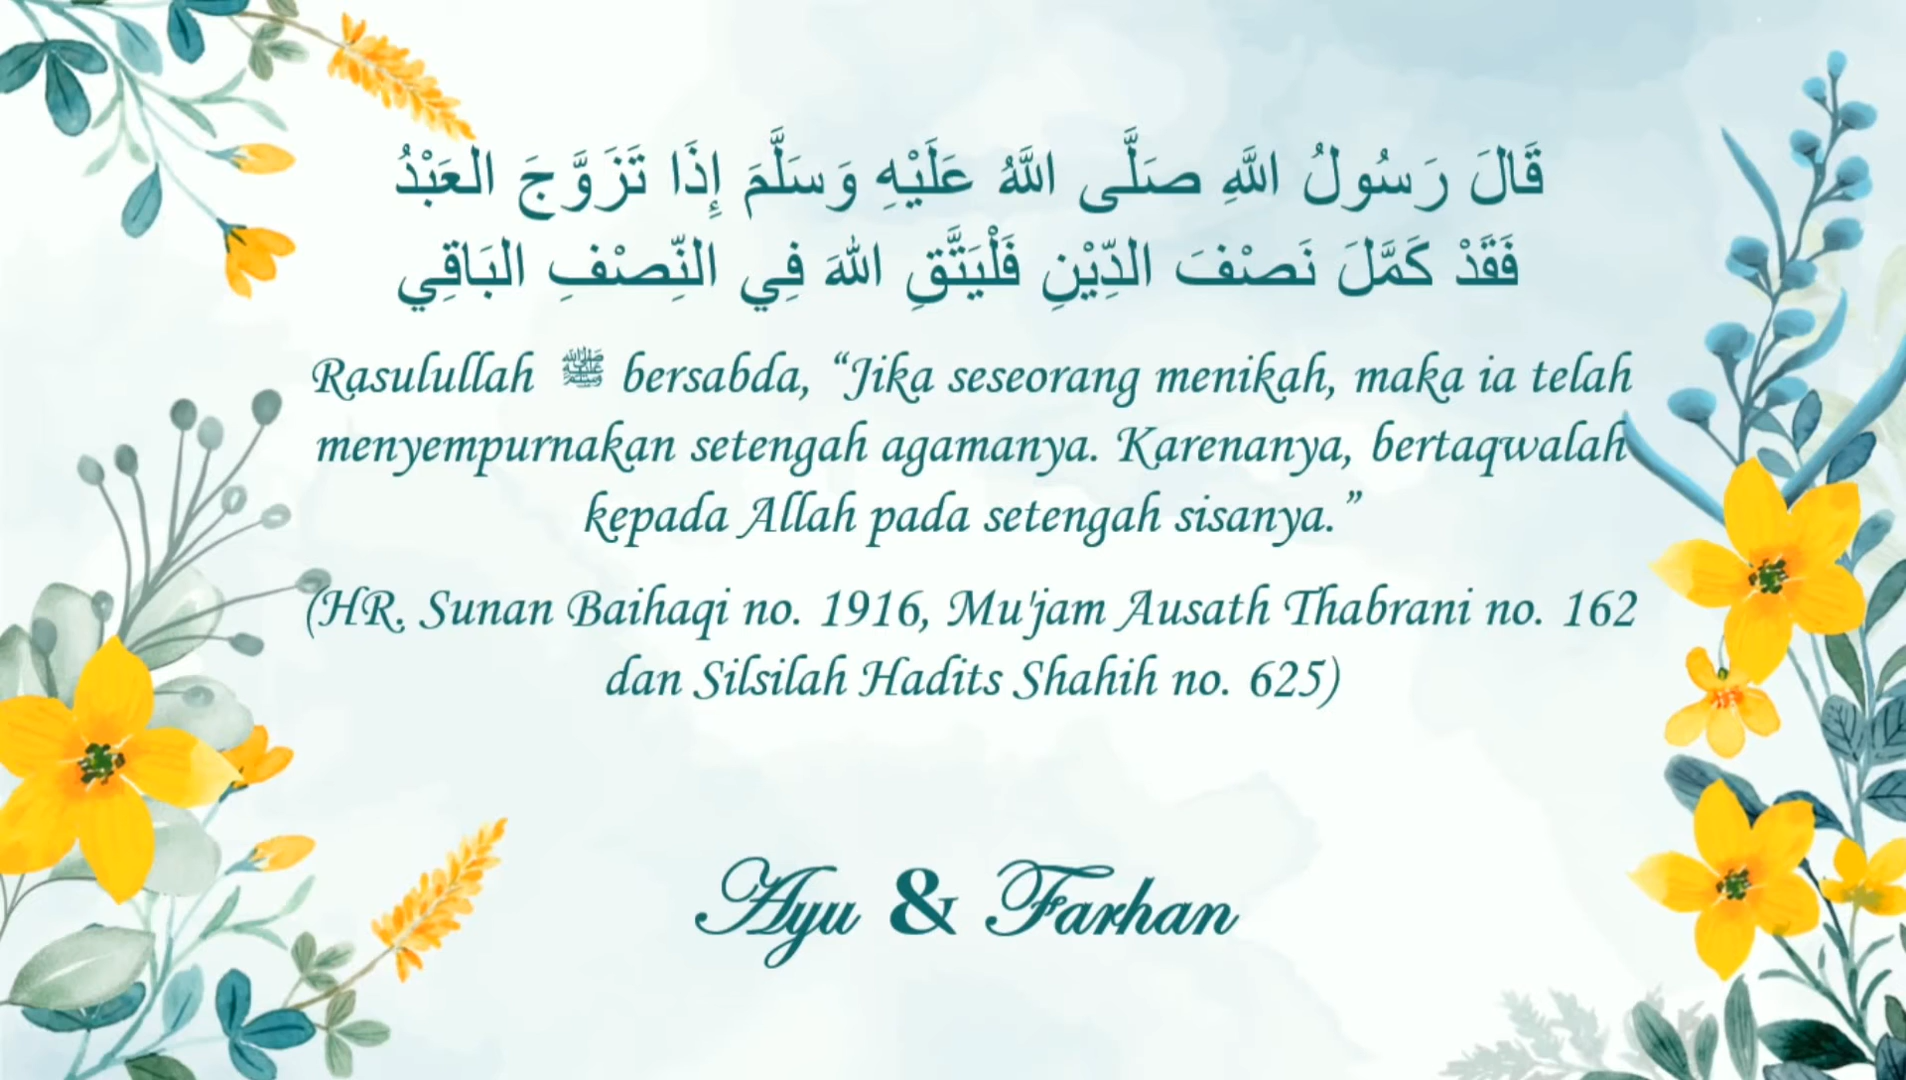 قَالَ رَسُولُ اللَّهِ صَلَّى اللَّهُ عَلَيْهِ وَسَلَّمَ إِذَا تَزَوَّجَ العَبْدُ
فَقَدْ كَمَّلَ نَصْفَ الدِّيْنِ فَلْيَتَّقِ اللهَ فِي النِّصْفِ البَاقِي
Rasulullah ﷺ bersabda, “Jika seseorang menikah, maka ia telah
menyempurnakan setengah agamanya. Karenanya, bertaqwalah
kepada Allah pada setengah sisanya.”
(HR. Sunan Baihaqi no. 1916, Mu'jam Ausath Thabrani no. 162
dan Silsilah Hadits Shahih no. 625)
Ayu & Farhan